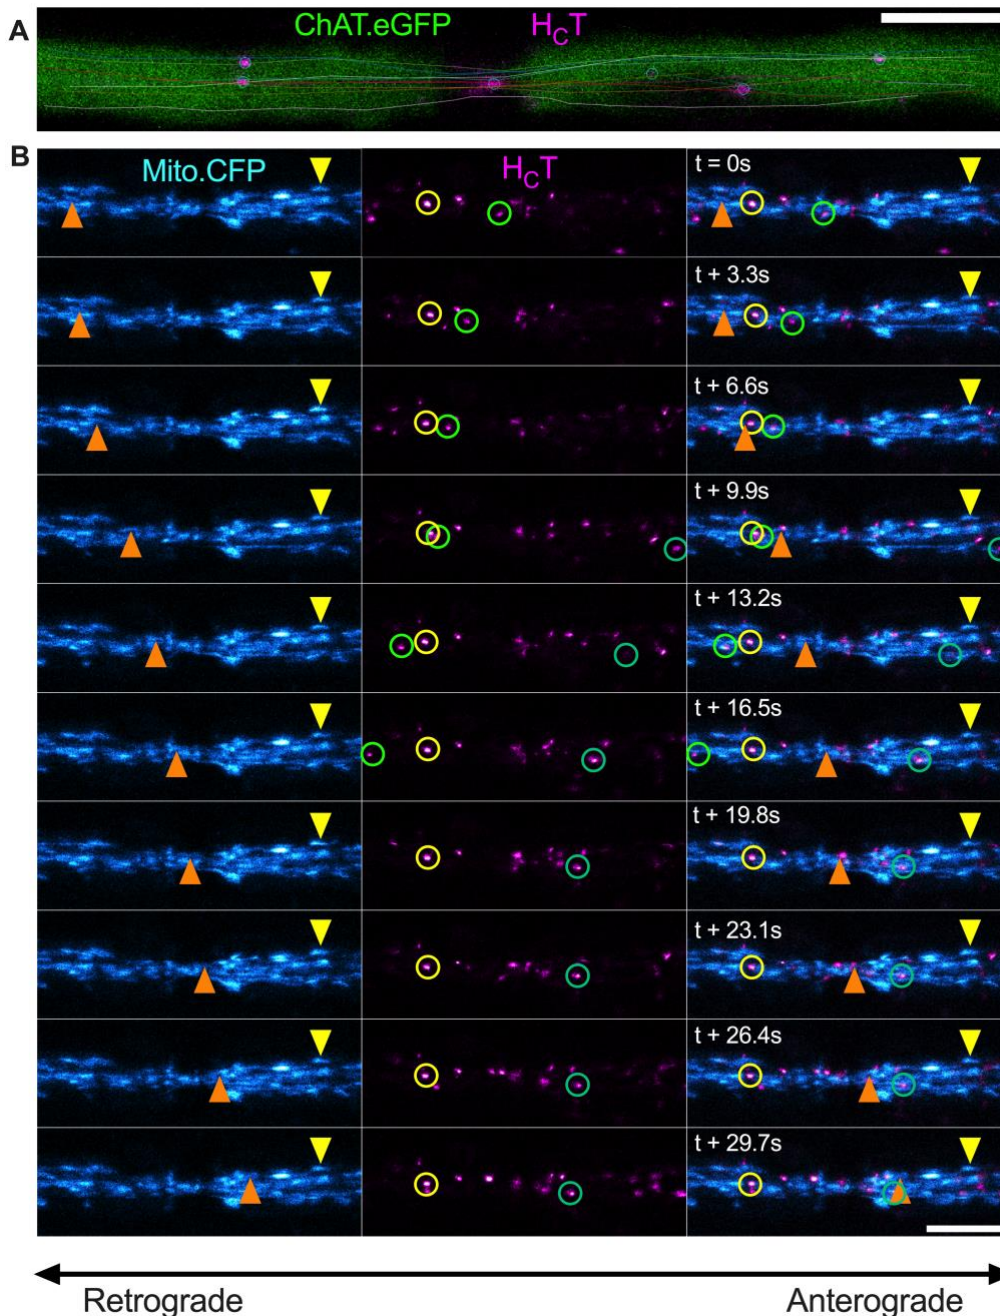 A
ChAT.eGFP HCT
B
Mito.CFP HCT t = 0s
t + 3.3s
t + 6.6s
t + 9.9s
t + 13.2s
t + 16.5s
t + 19.8s
t + 23.1s
t + 26.4s
t + 29.7s
Retrograde Anterograde